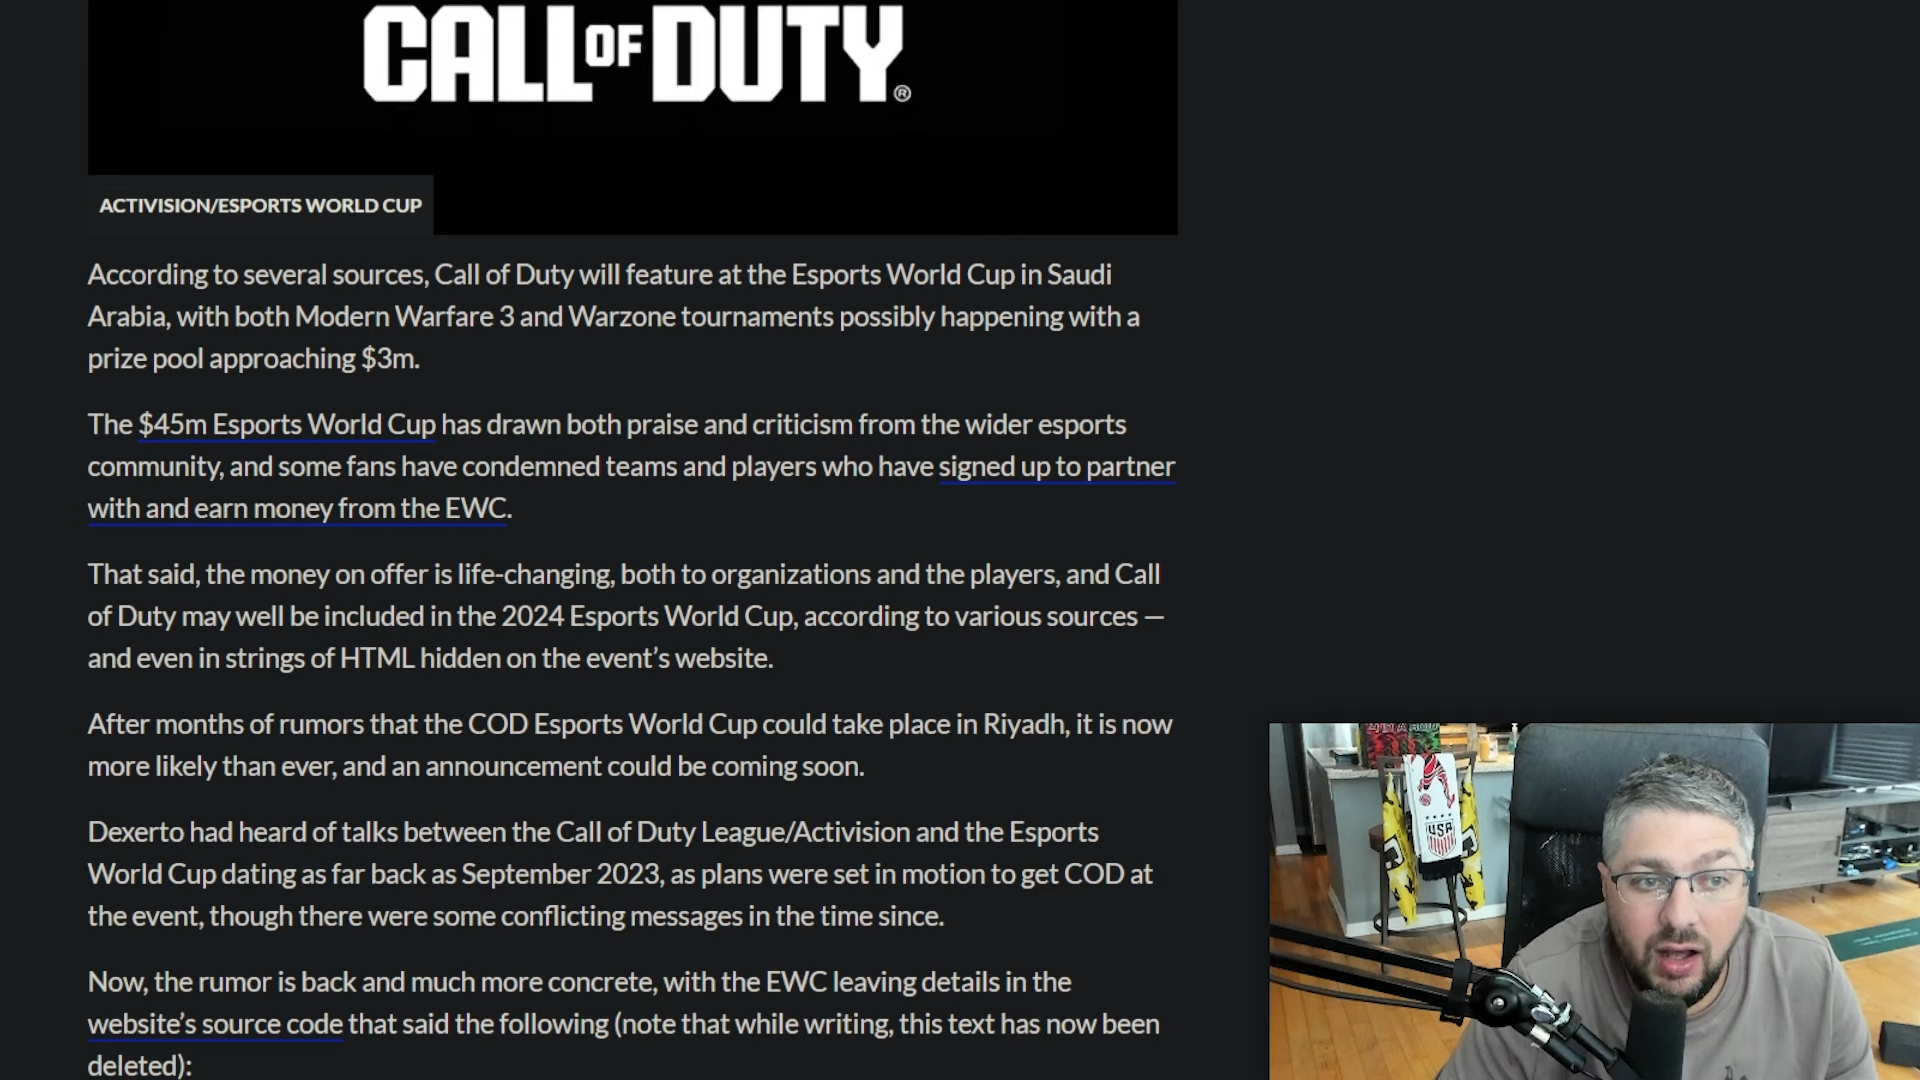 CALL OF DUTY®
ACTIVISION/ESPORTS WORLD CUP
According to several sources, Call of Duty will feature at the Esports World Cup in Saudi
Arabia, with both Modern Warfare 3 and Warzone tournaments possibly happening with a
prize pool approaching $3m.
The $45m Esports World Cup has drawn both praise and criticism from the wider esports
community, and some fans have condemned teams and players who have signed up to partner
with and earn money from the EWC.
That said, the money on offer is life-changing, both to organizations and the players, and Call
of Duty may well be included in the 2024 Esports World Cup, according to various sources —
and even in strings of HTML hidden on the event’s website.
After months of rumors that the COD Esports World Cup could take place in Riyadh, it is now
more likely than ever, and an announcement could be coming soon.
Dexerto had heard of talks between the Call of Duty League/Activision and the Esports
World Cup dating as far back as September 2023, as plans were set in motion to get COD at
the event, though there were some conflicting messages in the time since.
Now, the rumor is back and much more concrete, with the EWC leaving details in the
website’s source code that said the following (note that while writing, this text has now been
deleted):
USA